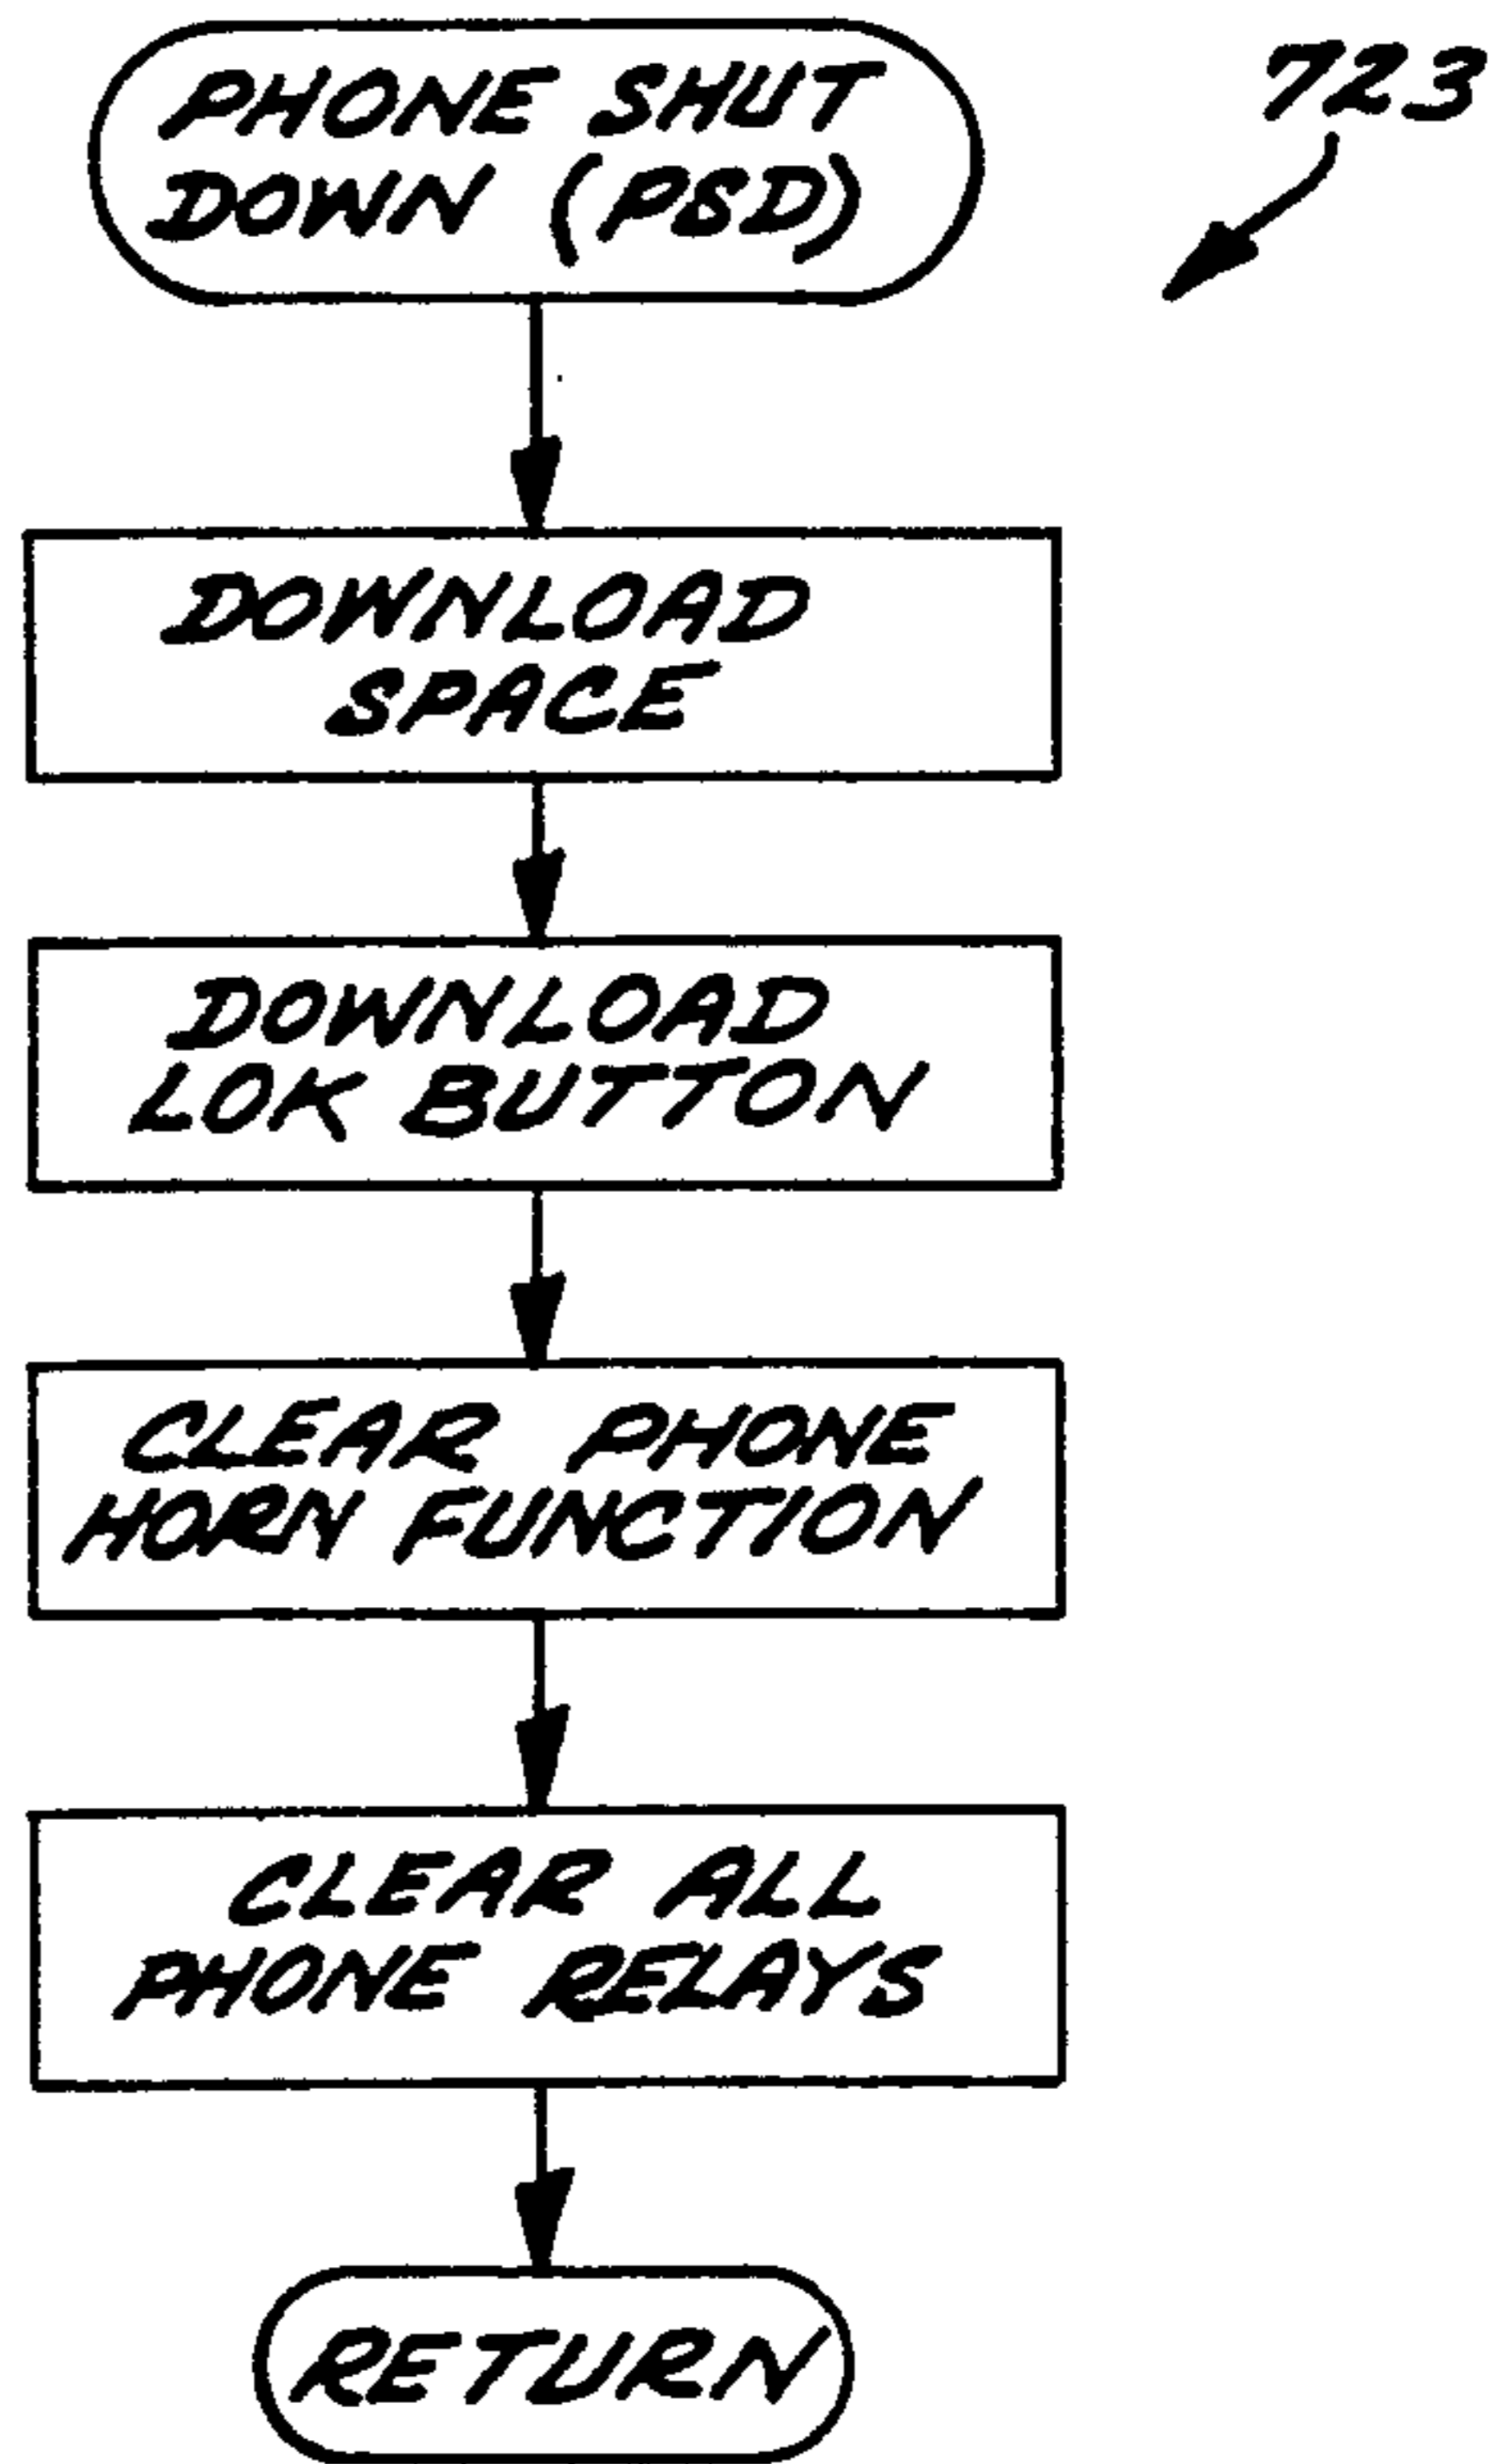 PHONE SHUT
DOWN (PSD)
723
DOWNLOAD
SPACE
DOWNLOAD
LOK BUTTON
CLEAR PHONE
HORN FUNCTION
CLEAR ALL
PHONE RELAYS
RETURN